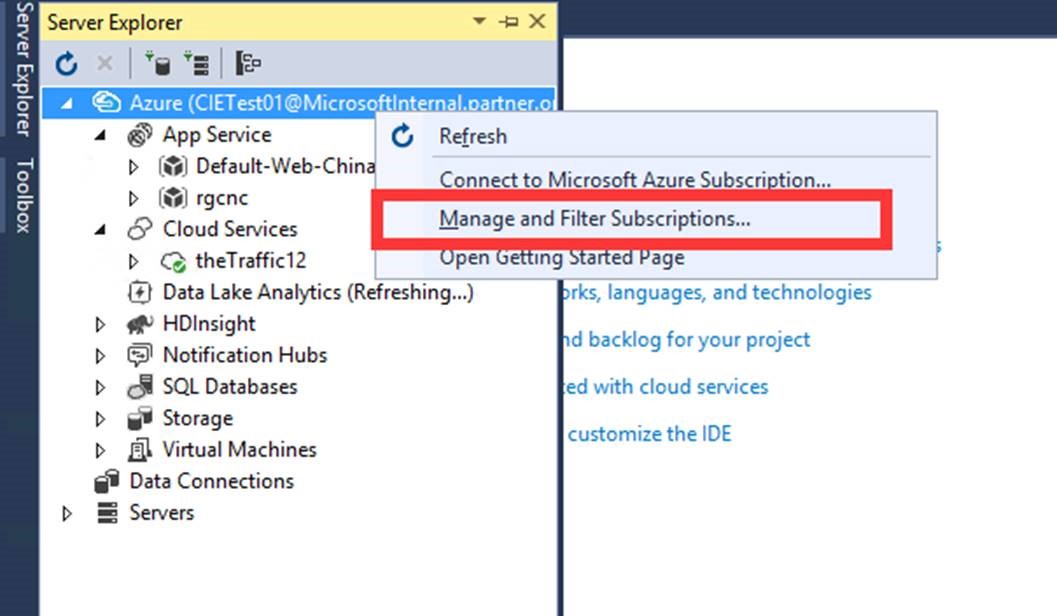 Server Explorer
Toolbox
Server Explorer
Azure (CIETest01@MicrosoftInternal.partner.
App Service
Default-Web-China
rgcnc
Cloud Services
theTraffic12
Data Lake Analytics (Refreshing...)
HDInsight
Notification Hubs
SQL Databases
Storage
Virtual Machines
Data Connections
Servers
Refresh
Connect to Microsoft Azure Subscription...
Manage and Filter Subscriptions...
Open Getting Started Page
languages, and technologies
backlog for your project
with cloud services
customize the IDE